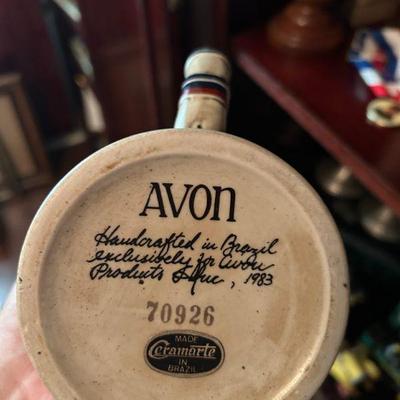 AVON
Handcrafted in Brazil
exclusively for Avon
Products Inc, 1983
70926
MADE
Ceramarte
IN
BRAZIL